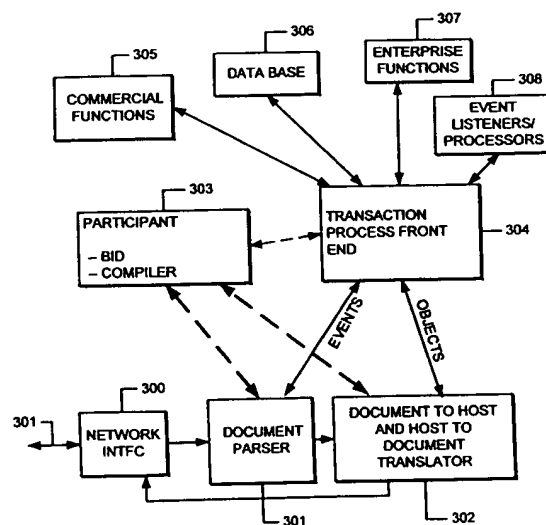 307
306
305
ENTERPRISE
FUNCTIONS
308
DATA BASE
COMMERCIAL
FUNCTIONS
EVENT
LISTENERS/
PROCESSORS
303
PARTICIPANT
– BID
– COMPILER
TRANSACTION
PROCESS FRONT
END
304
EVENTS
OBJECTS
300
301
NETWORK
INTFC
DOCUMENT
PARSER
DOCUMENT TO HOST
AND HOST TO
DOCUMENT
TRANSLATOR
301
302